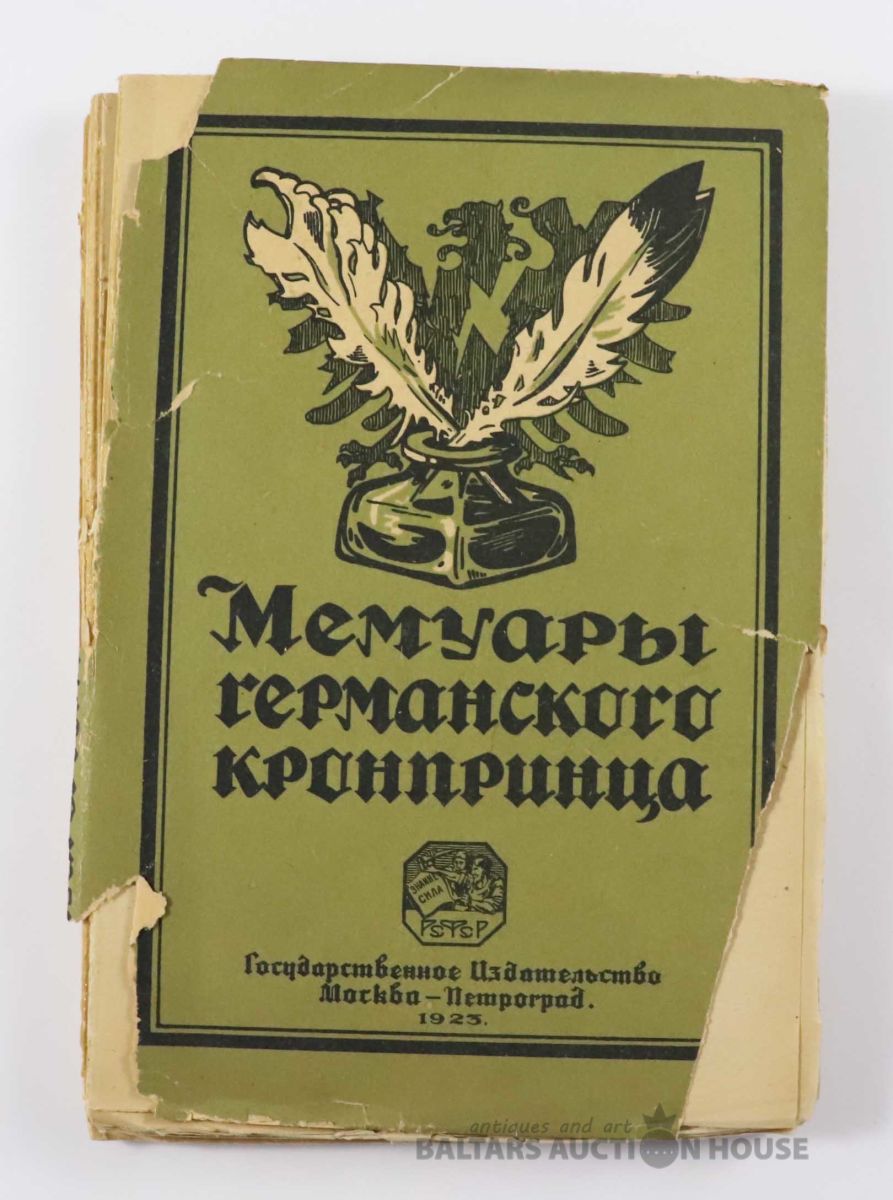 Мемуары
германского
кронпринца
ЗНАНИЕ
СИЛА
РСФСР
Государственное Издательство
Москва – Петроград.
1923.
antiques and art
BALTARS AUCTION HOUSE